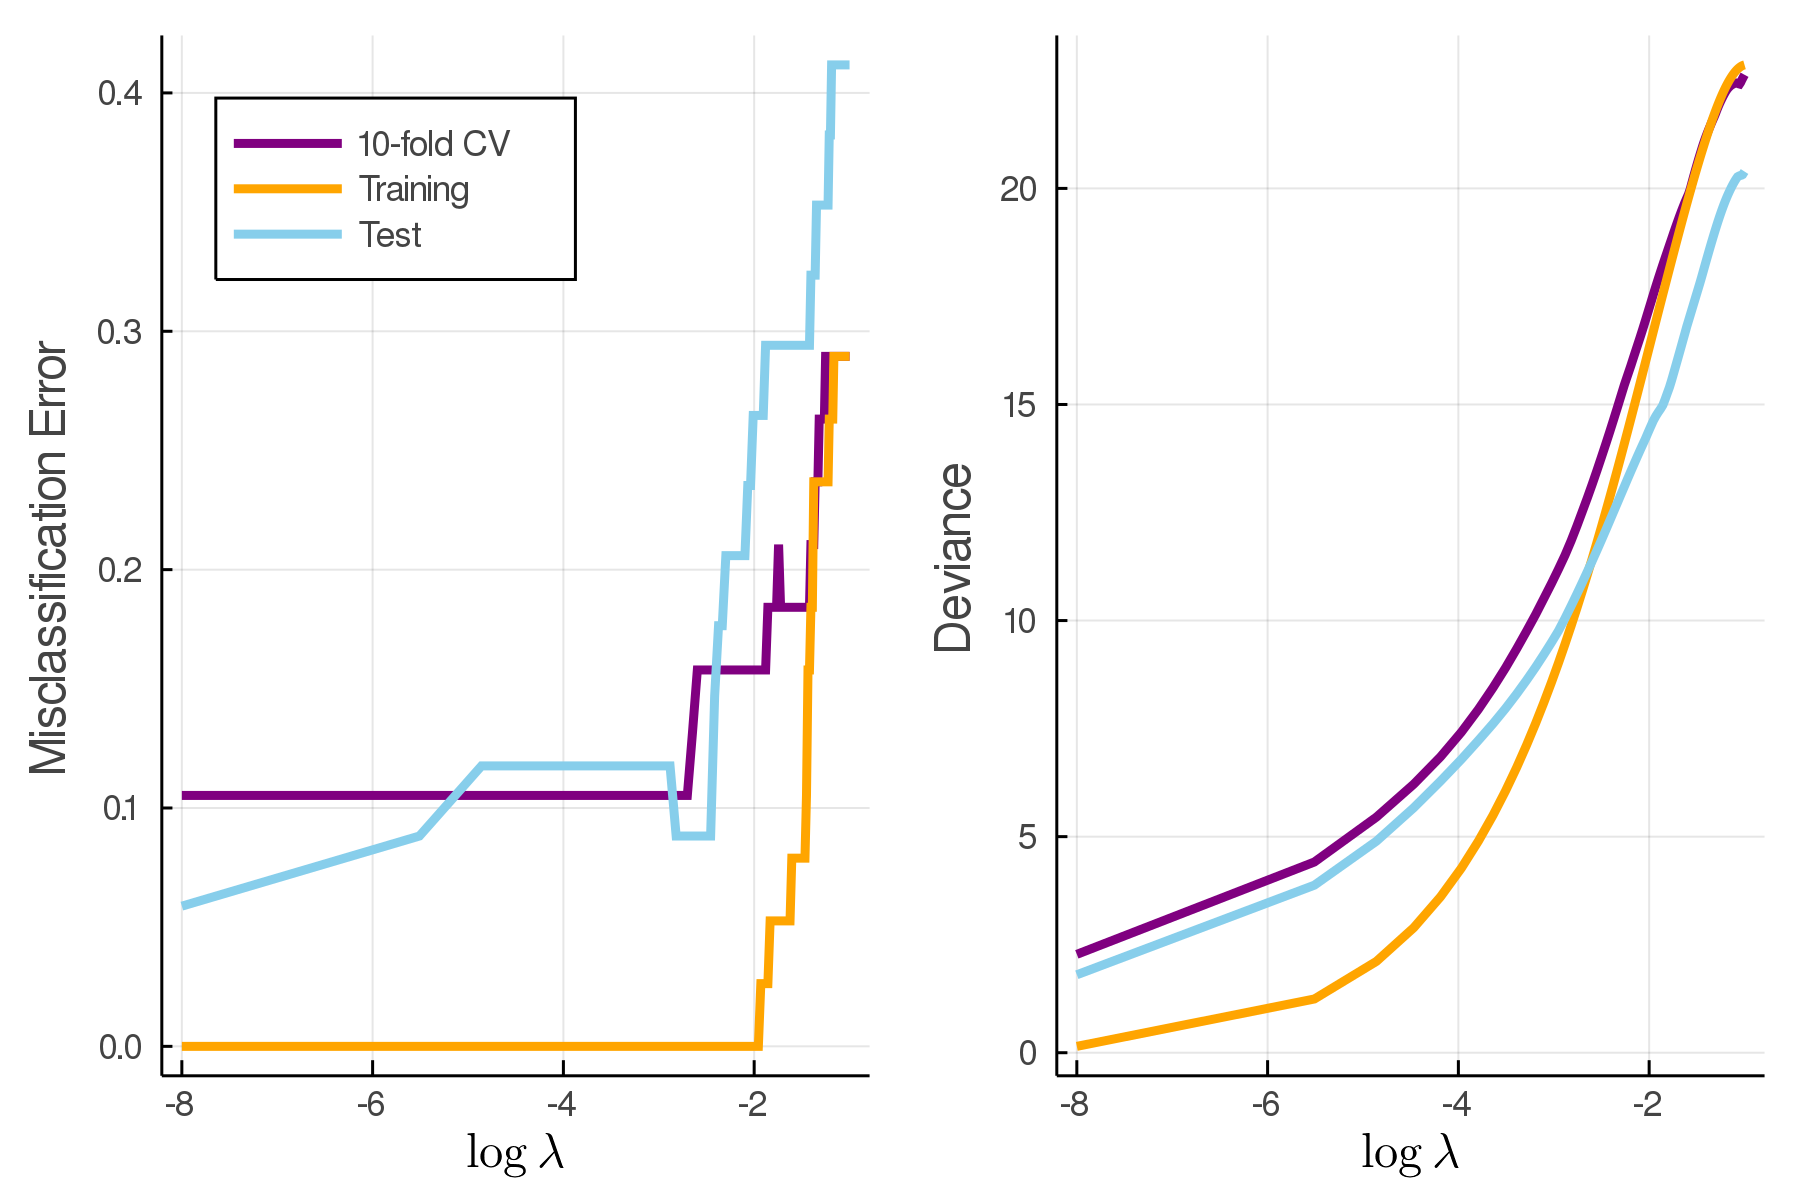 Misclassification Error
0.4
0.3
0.2
0.1
0.0
10-fold CV
Training
Test
-8 -6 -4 -2
log λ
Deviance
20
15
10
5
0
-8 -6 -4 -2
log λ